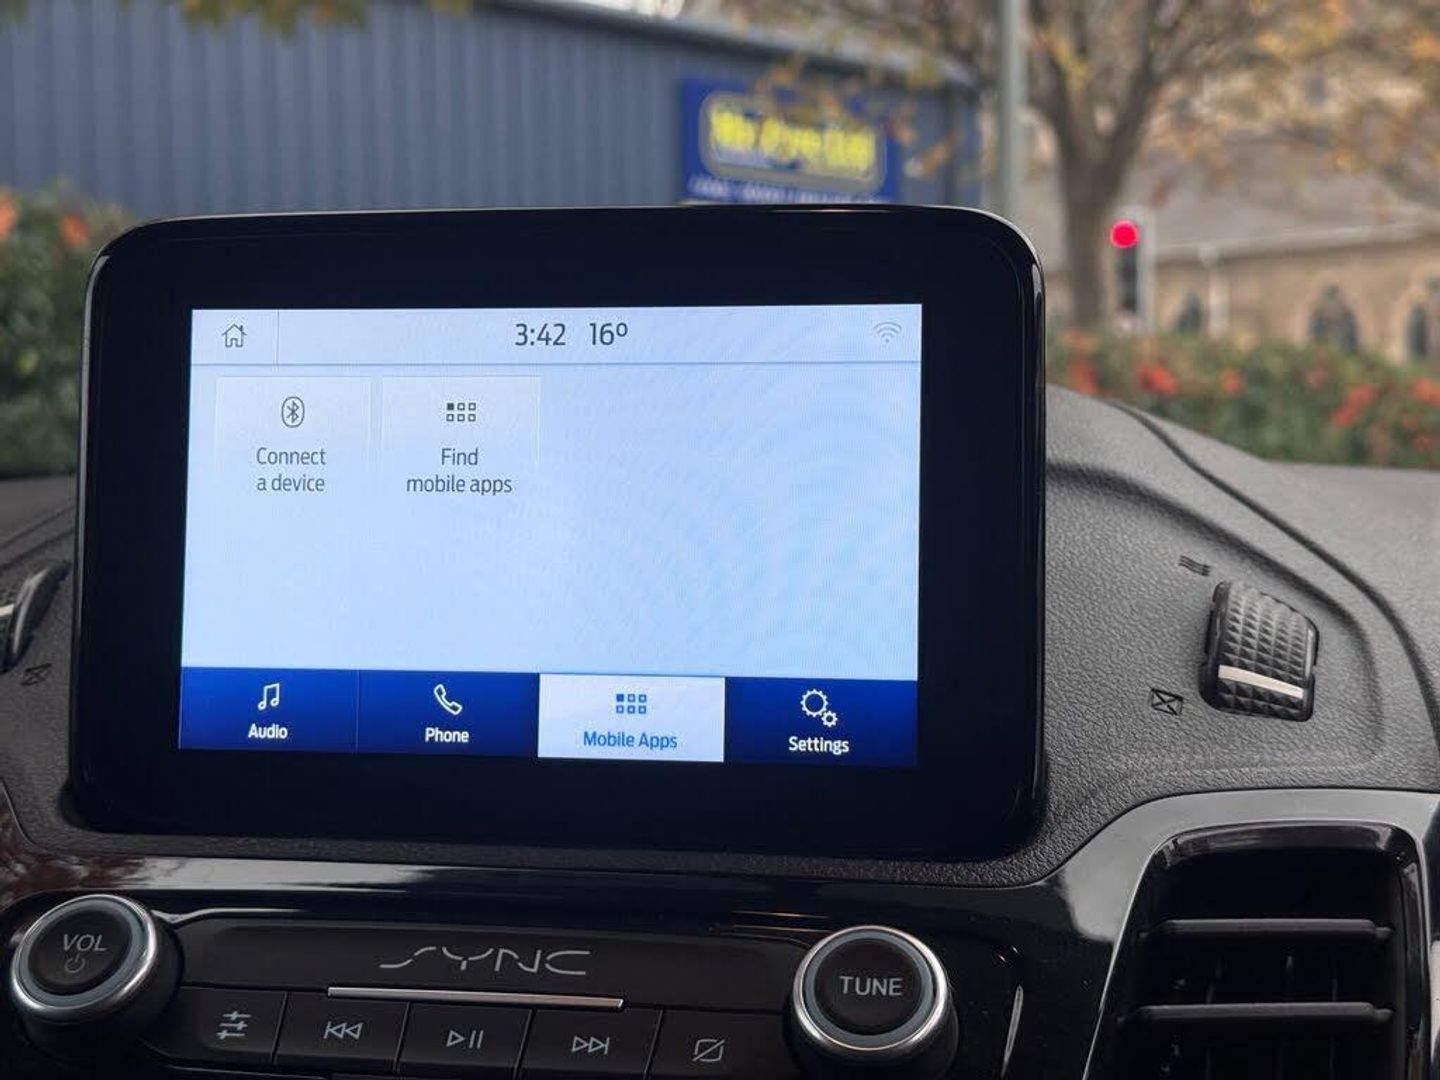 3:42 16º
Connect
a device
Find
mobile apps
Audio
Phone
Mobile Apps
Settings
VOL
SYNC
TUNE